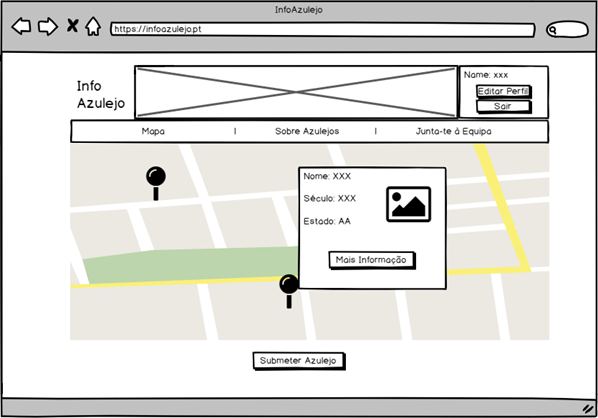 InfoAzulejo
https://infoazulejo.pt
Info
Azulejo
Name: xxx
Editar Perfil
Sair
Mapa | Sobre Azulejos | Junta-te à Equipa
Nome: XXX
Século: XXX
Estado: AA
Mais Informação
Submeter Azulejo